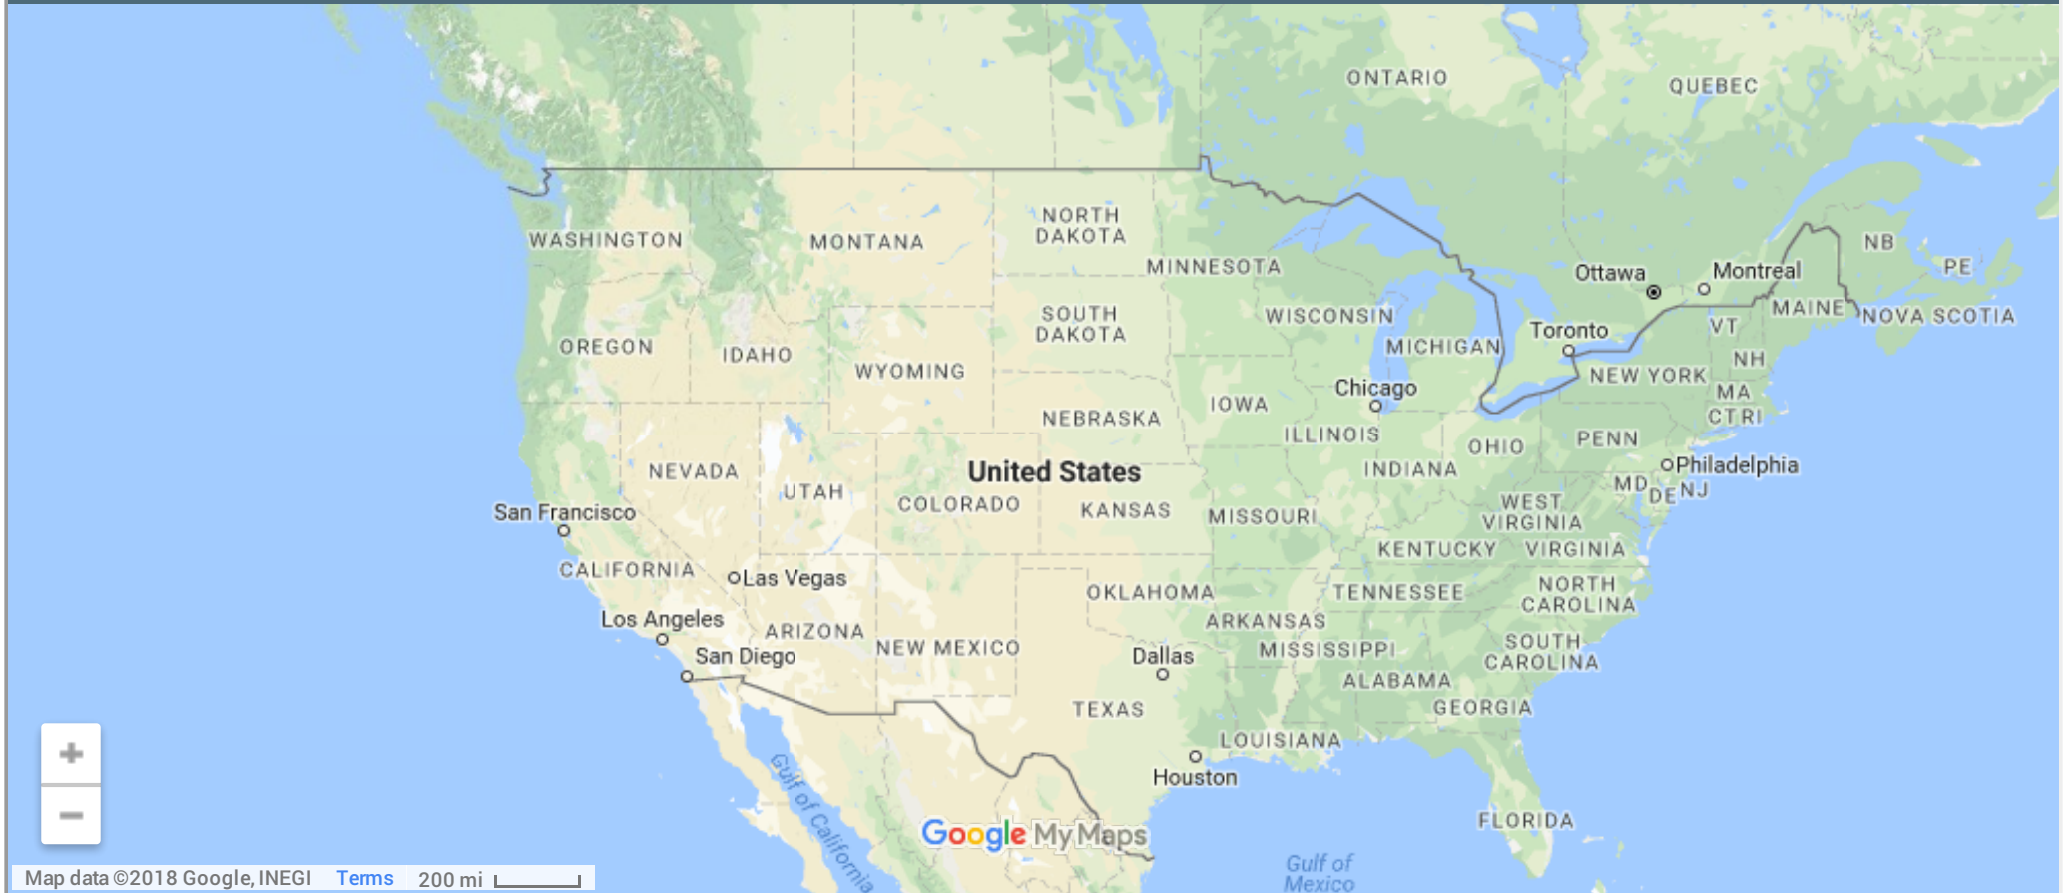 ONTARIO
QUEBEC
NORTH
DAKOTA
WASHINGTON
MONTANA
NB
MINNESOTA
PE
Ottawa
Montreal
MAINE
NOVA SCOTIA
SOUTH
DAKOTA
WISCONSIN
VT
Toronto
OREGON
IDAHO
MICHIGAN
NH
WYOMING
NEW YORK
Chicago
MA
IOWA
CT RI
NEBRASKA
ILLINOIS
PENN
OHIO
NEVADA
United States
INDIANA
Philadelphia
UTAH
MD
DE
NJ
COLORADO
KANSAS
MISSOURI
WEST
VIRGINIA
San Francisco
KENTUCKY
VIRGINIA
CALIFORNIA
Las Vegas
OKLAHOMA
TENNESSEE
NORTH
CAROLINA
Los Angeles
ARIZONA
ARKANSAS
NEW MEXICO
MISSISSIPPI
SOUTH
CAROLINA
San Diego
Dallas
ALABAMA
TEXAS
GEORGIA
LOUISIANA
Houston
Gulf of California
FLORIDA
Google My Maps
Gulf of
Mexico
+
−
Map data ©2018 Google, INEGI Terms 200 mi